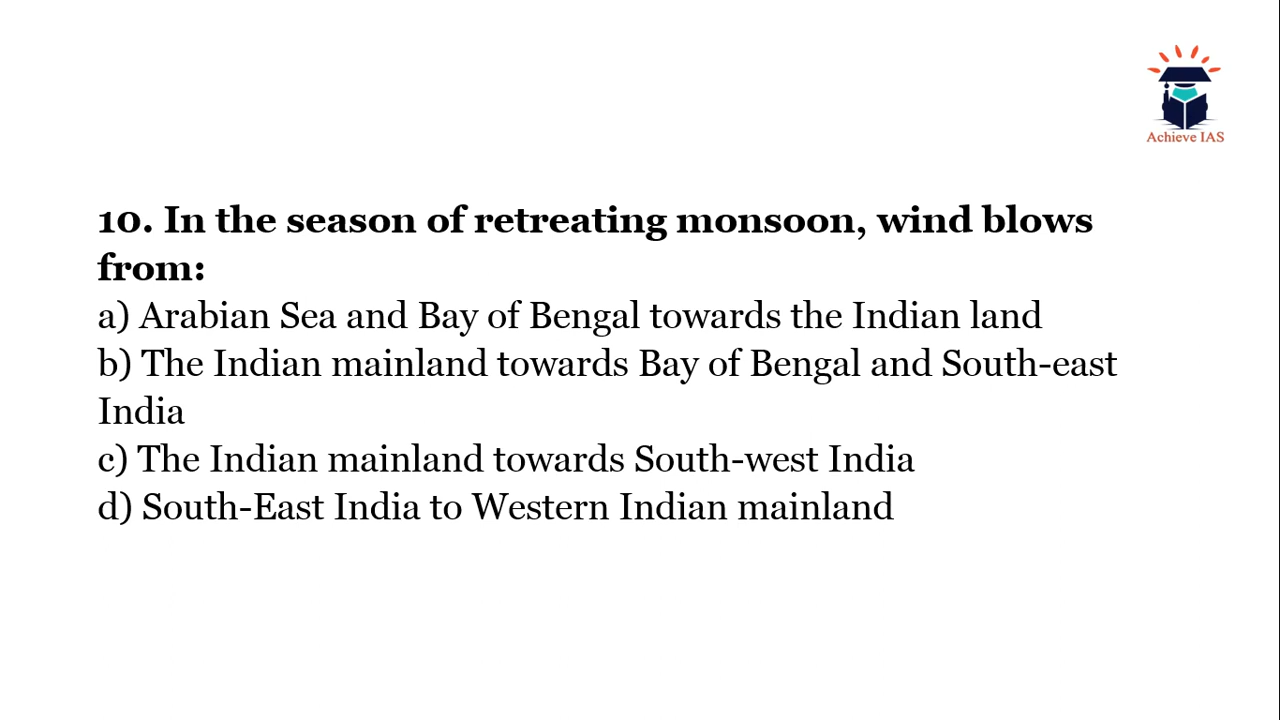 Achieve IAS
10. In the season of retreating monsoon, wind blows
from:
a) Arabian Sea and Bay of Bengal towards the Indian land
b) The Indian mainland towards Bay of Bengal and South-east
India
c) The Indian mainland towards South-west India
d) South-East India to Western Indian mainland